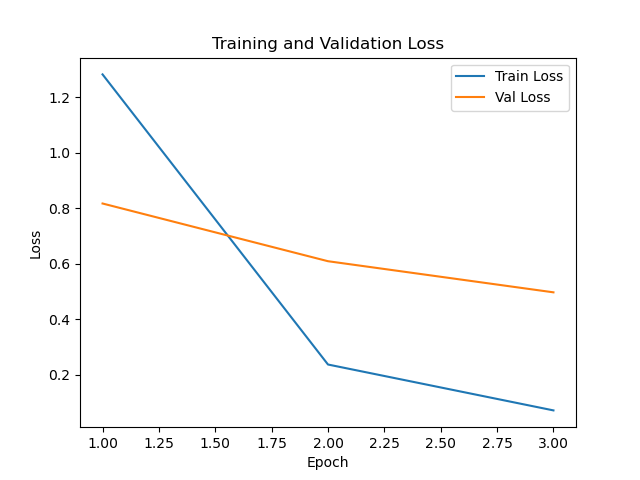 Training and Validation Loss
Train Loss
Val Loss
1.2
1.0
0.8
0.6
0.4
0.2
Loss
1.00 1.25 1.50 1.75 2.00 2.25 2.50 2.75 3.00
Epoch